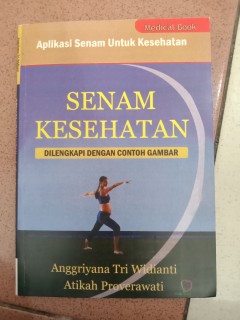 Medical Book
Aplikasi Senam Untuk Kesehatan
SENAM
KESEHATAN
DILENGKAPI DENGAN CONTOH GAMBAR
Anggriyana Tri Widianti
Atikah Proverawati